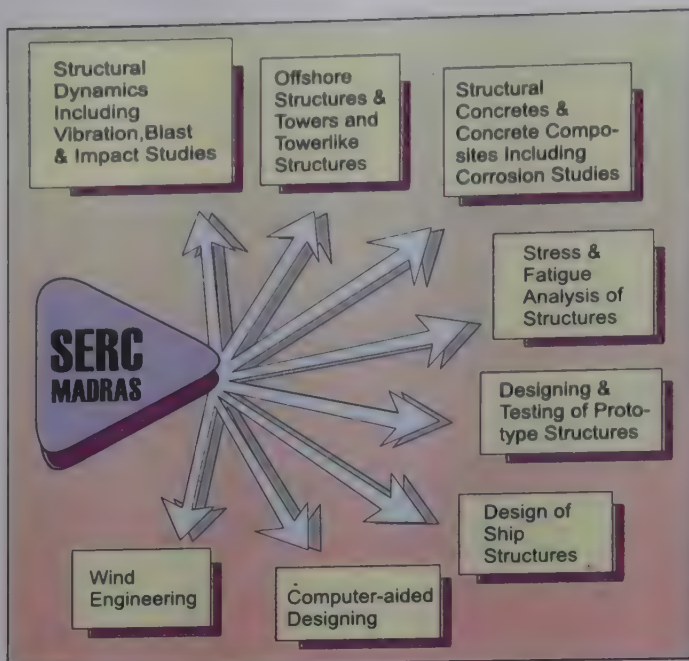 Structural
Dynamics
Including
Vibration, Blast
& Impact Studies
Offshore
Structures &
Towers and
Towerlike
Structures
Structural
Concretes &
Concrete Compo-
sites Including
Corrosion Studies
Stress &
Fatigue
Analysis of
Structures
Designing &
Testing of Proto-
type Structures
Design of
Ship
Structures
Computer-aided
Designing
Wind
Engineering
SERC
MADRAS